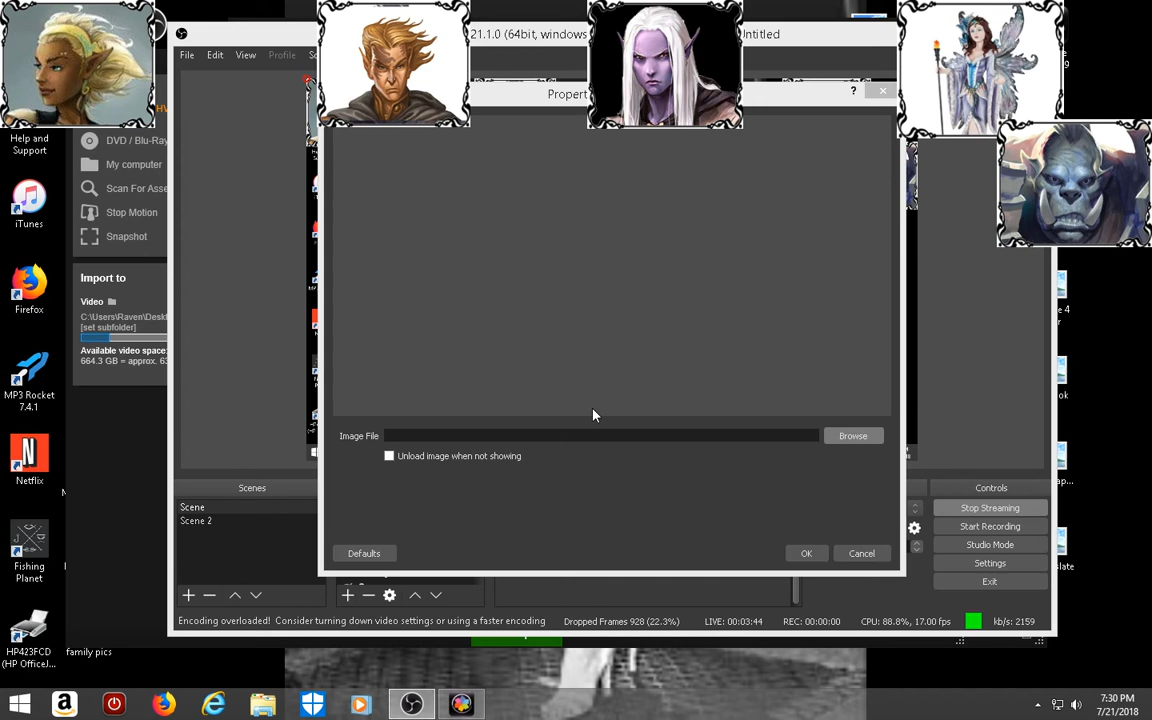 21.1.0 (64bit, windows
Untitled
File Edit View Profile
Propert
?
Help and
Support
DVD / Blu-Ray
My computer
Scan For Asse
Stop Motion
Snapshot
iTunes
Import to
Video
C:\Users\Raven\Deskt
[set subfolder]
Available video space:
664.3 GB = approx. 63
Firefox
MP3 Rocket
7.4.1
Image File
Browse
Unload image when not showing
Netflix
Scenes
Controls
Scene
Scene 2
Stop Streaming
Start Recording
Studio Mode
Settings
Exit
Defaults
OK
Cancel
Fishing
Planet
Encoding overloaded! Consider turning down video settings or using a faster encoding
Dropped Frames 928 (22.3%)
LIVE: 00:03:44
REC: 00:00:00
CPU: 88.8%, 17.00 fps
kb/s: 2159
HP423FCD
(HP OfficeJ...
family pics
7:30 PM
7/21/2018